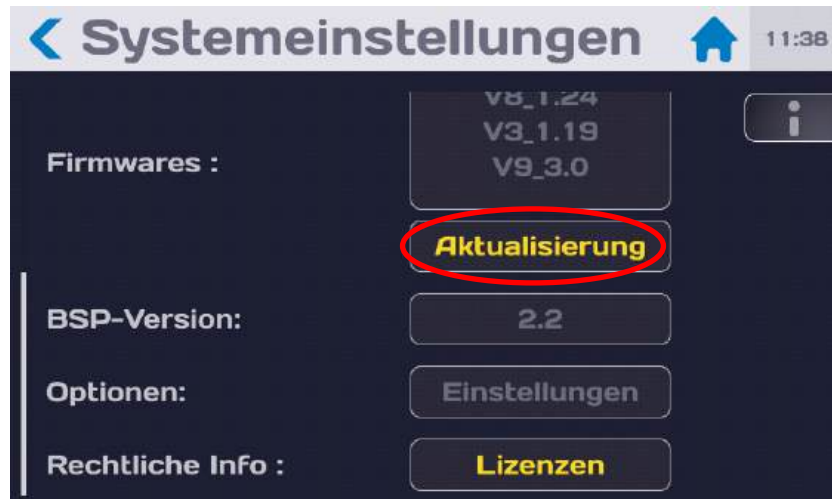 Systemeinstellungen 11:38
V8_1.24
V3_1.19
Firmwares :
V9_3.0
Aktualisierung
BSP-Version: 2.2
Optionen: Einstellungen
Rechtliche Info : Lizenzen